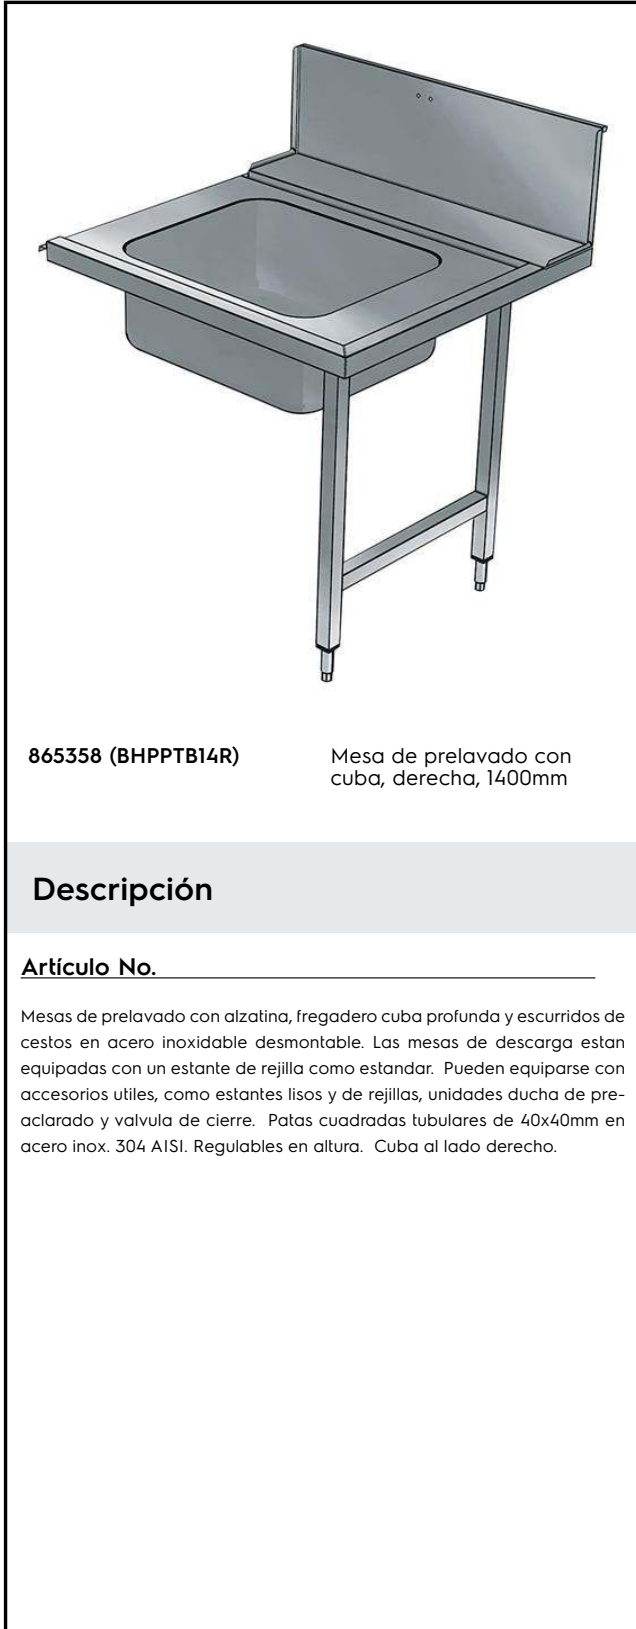 865358 (BHPPTB14R)
Mesa de prelavado con
cuba, derecha, 1400mm
Descripción
Artículo No.
Mesas de prelavado con alzatina, fregadero cuba profunda y escurridos de
cestos en acero inoxidable desmontable. Las mesas de descarga estan
equipadas con un estante de rejilla como estandar.  Pueden equiparse con
accesorios utiles, como estantes lisos y de rejillas, unidades ducha de pre-
aclarado y valvula de cierre.  Patas cuadradas tubulares de 40x40mm en
acero inox. 304 AISI. Regulables en altura.  Cuba al lado derecho.